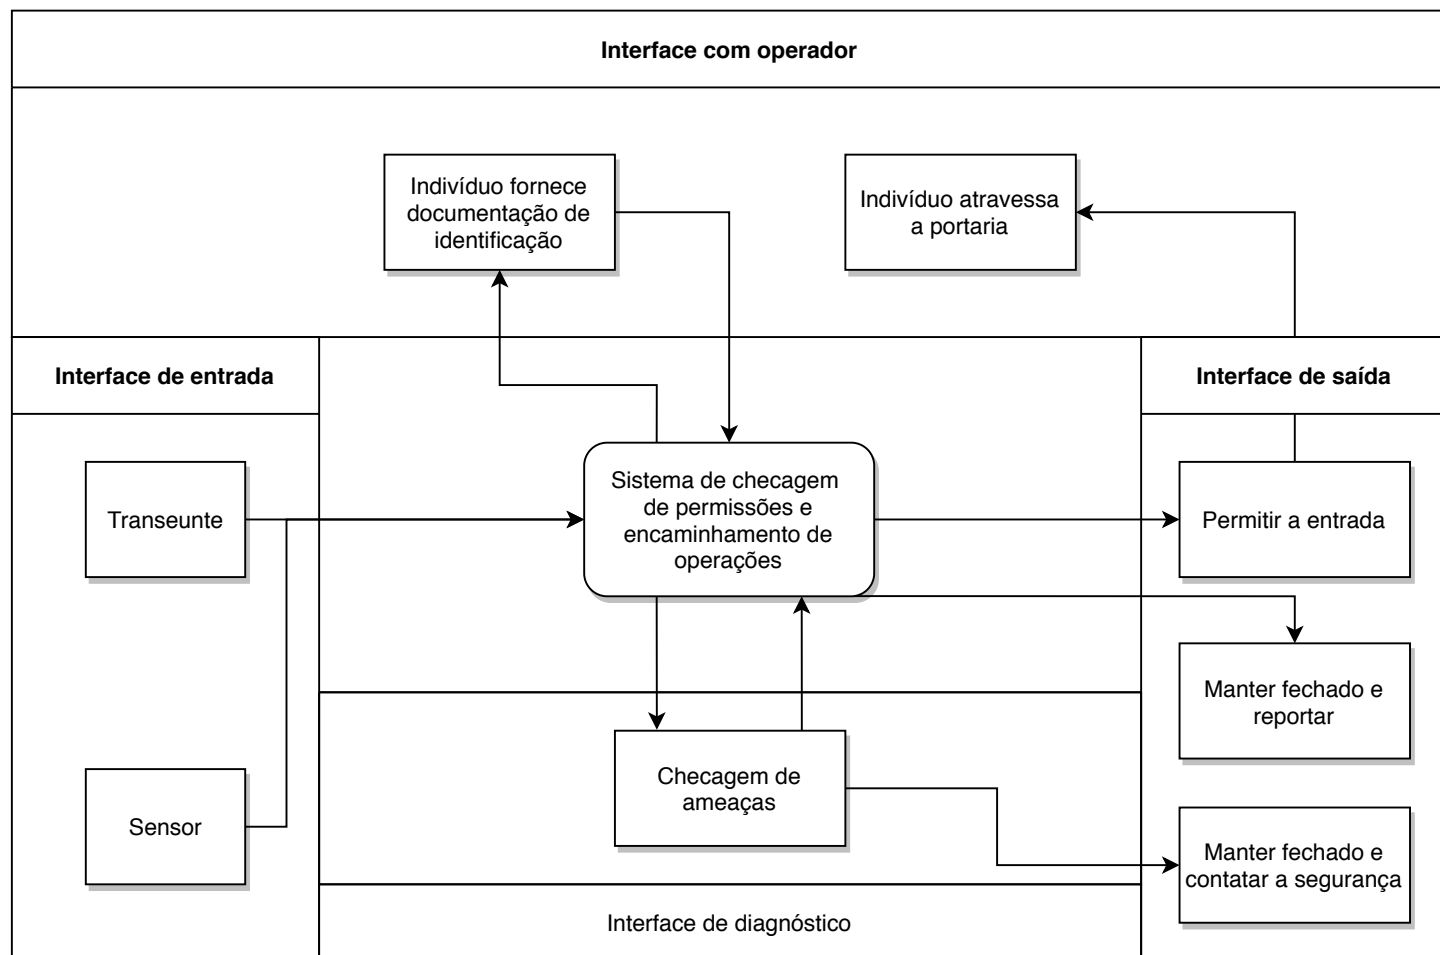 Interface com operador
Indivíduo fornece
documentação de
identificação
Indivíduo atravessa
a portaria
Interface de entrada
Interface de saída
Transeunte
Sistema de checagem
de permissões e
encaminhamento de
operações
Permitir a entrada
Manter fechado e
reportar
Sensor
Checagem de
ameaças
Manter fechado e
contatar a segurança
Interface de diagnóstico